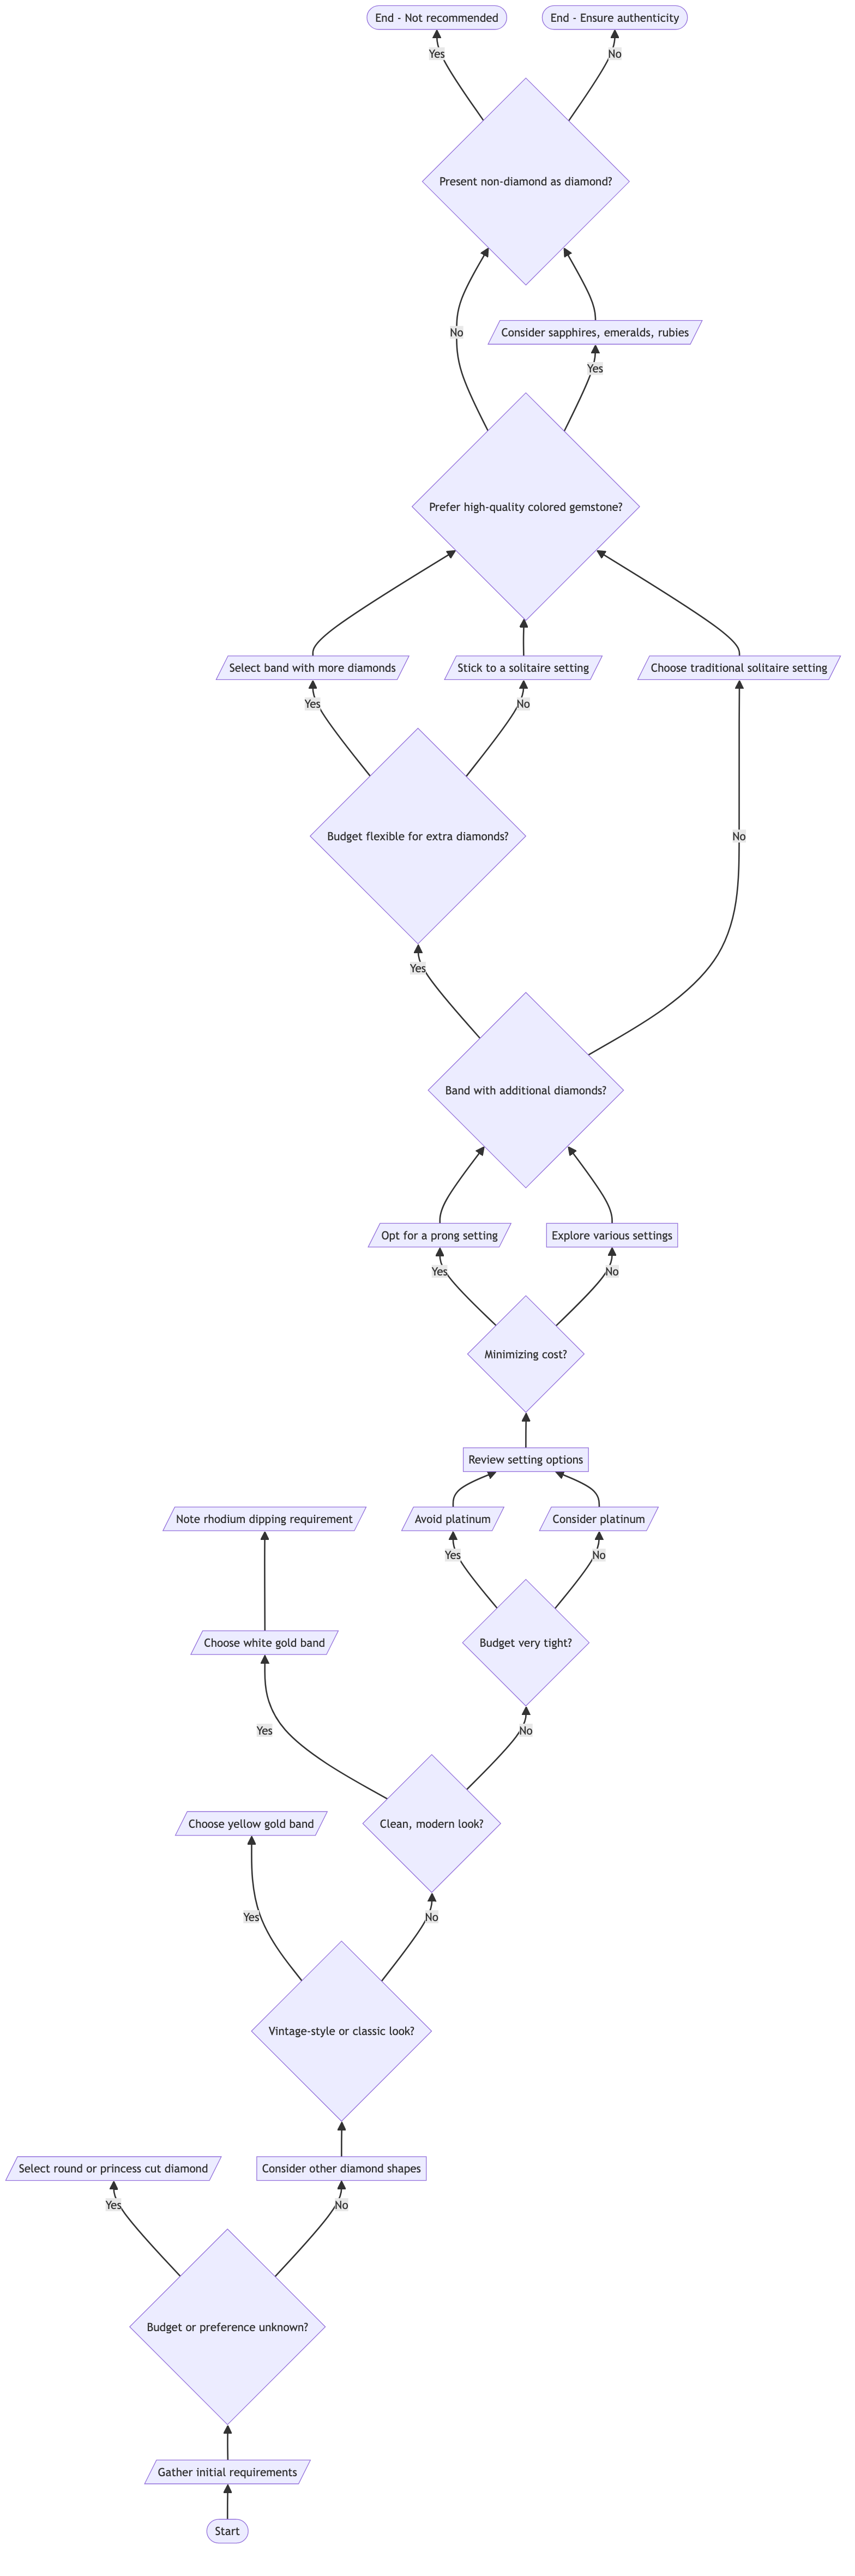 End - Not recommended
End - Ensure authenticity
Yes
No
Present non-diamond as diamond?
No
Consider sapphires, emeralds, rubies
Yes
Prefer high-quality colored gemstone?
Select band with more diamonds
Stick to a solitaire setting
Choose traditional solitaire setting
Yes
No
Budget flexible for extra diamonds?
No
Yes
Band with additional diamonds?
Opt for a prong setting
Explore various settings
Yes
No
Minimizing cost?
Review setting options
Note rhodium dipping requirement
Avoid platinum
Consider platinum
Yes
No
Choose white gold band
Budget very tight?
Yes
No
Choose yellow gold band
Clean, modern look?
Yes
No
Vintage-style or classic look?
Select round or princess cut diamond
Consider other diamond shapes
Yes
No
Budget or preference unknown?
Gather initial requirements
Start